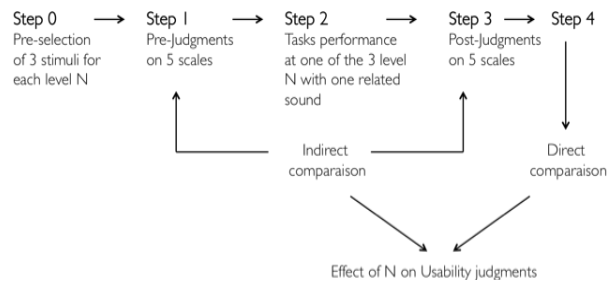 Step 0
Pre-selection
of 3 stimuli for
each level N
Step 1
Pre-Judgments
on 5 scales
Step 2
Tasks performance
at one of the 3 level
N with one related
sound
Step 3
Post-Judgments
on 5 scales
Step 4
Indirect
comparaison
Direct
comparaison
Effect of N on Usability judgments